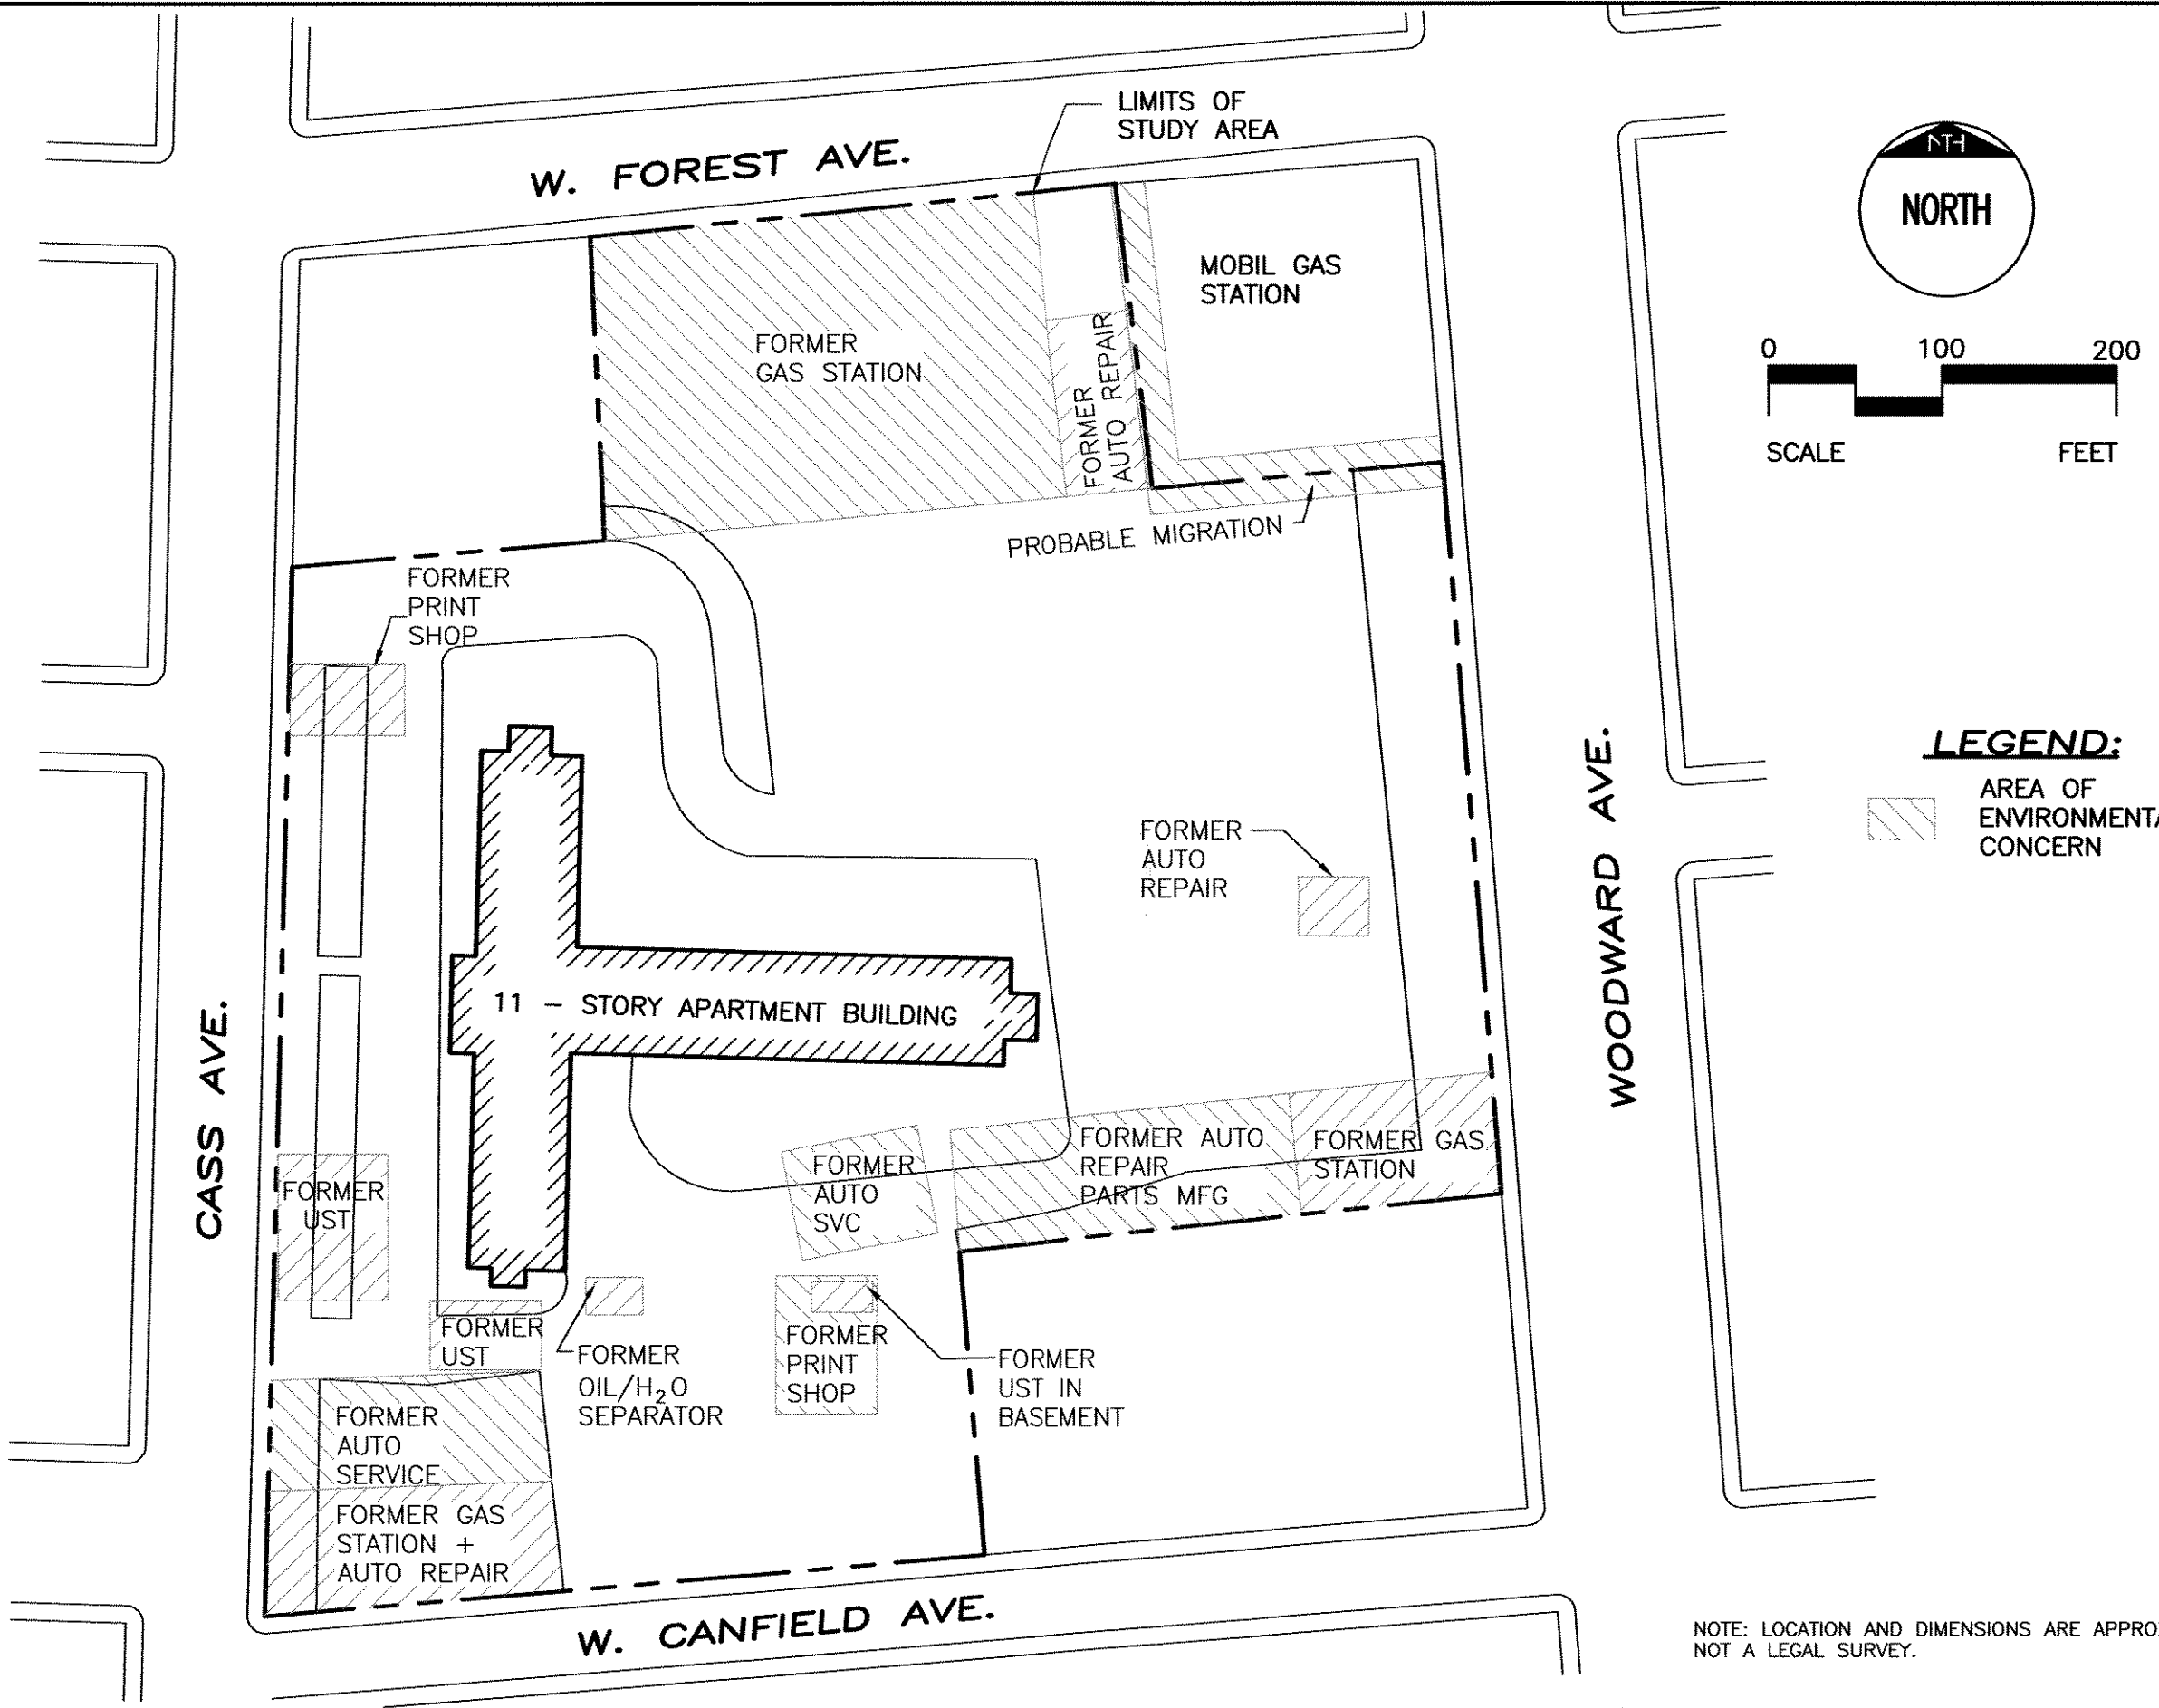 LIMITS OF
STUDY AREA
W. FOREST AVE.
NORTH
MOBIL GAS
STATION
0 100 200
SCALE FEET
FORMER
GAS STATION
FORMER
AUTO REPAIR
PROBABLE MIGRATION
FORMER
PRINT
SHOP
LEGEND:
AREA OF
ENVIRONMENTA
CONCERN
FORMER
AUTO
REPAIR
WOODWARD AVE.
11 - STORY APARTMENT BUILDING
CASS AVE.
FORMER
UST
FORMER
AUTO
SVC
FORMER AUTO
REPAIR
PARTS MFG
FORMER GAS
STATION
FORMER
UST
FORMER
OIL/H₂O
SEPARATOR
FORMER
PRINT
SHOP
FORMER
UST IN
BASEMENT
FORMER
AUTO
SERVICE
FORMER GAS
STATION +
AUTO REPAIR
W. CANFIELD AVE.
NOTE: LOCATION AND DIMENSIONS ARE APPRO
NOT A LEGAL SURVEY.